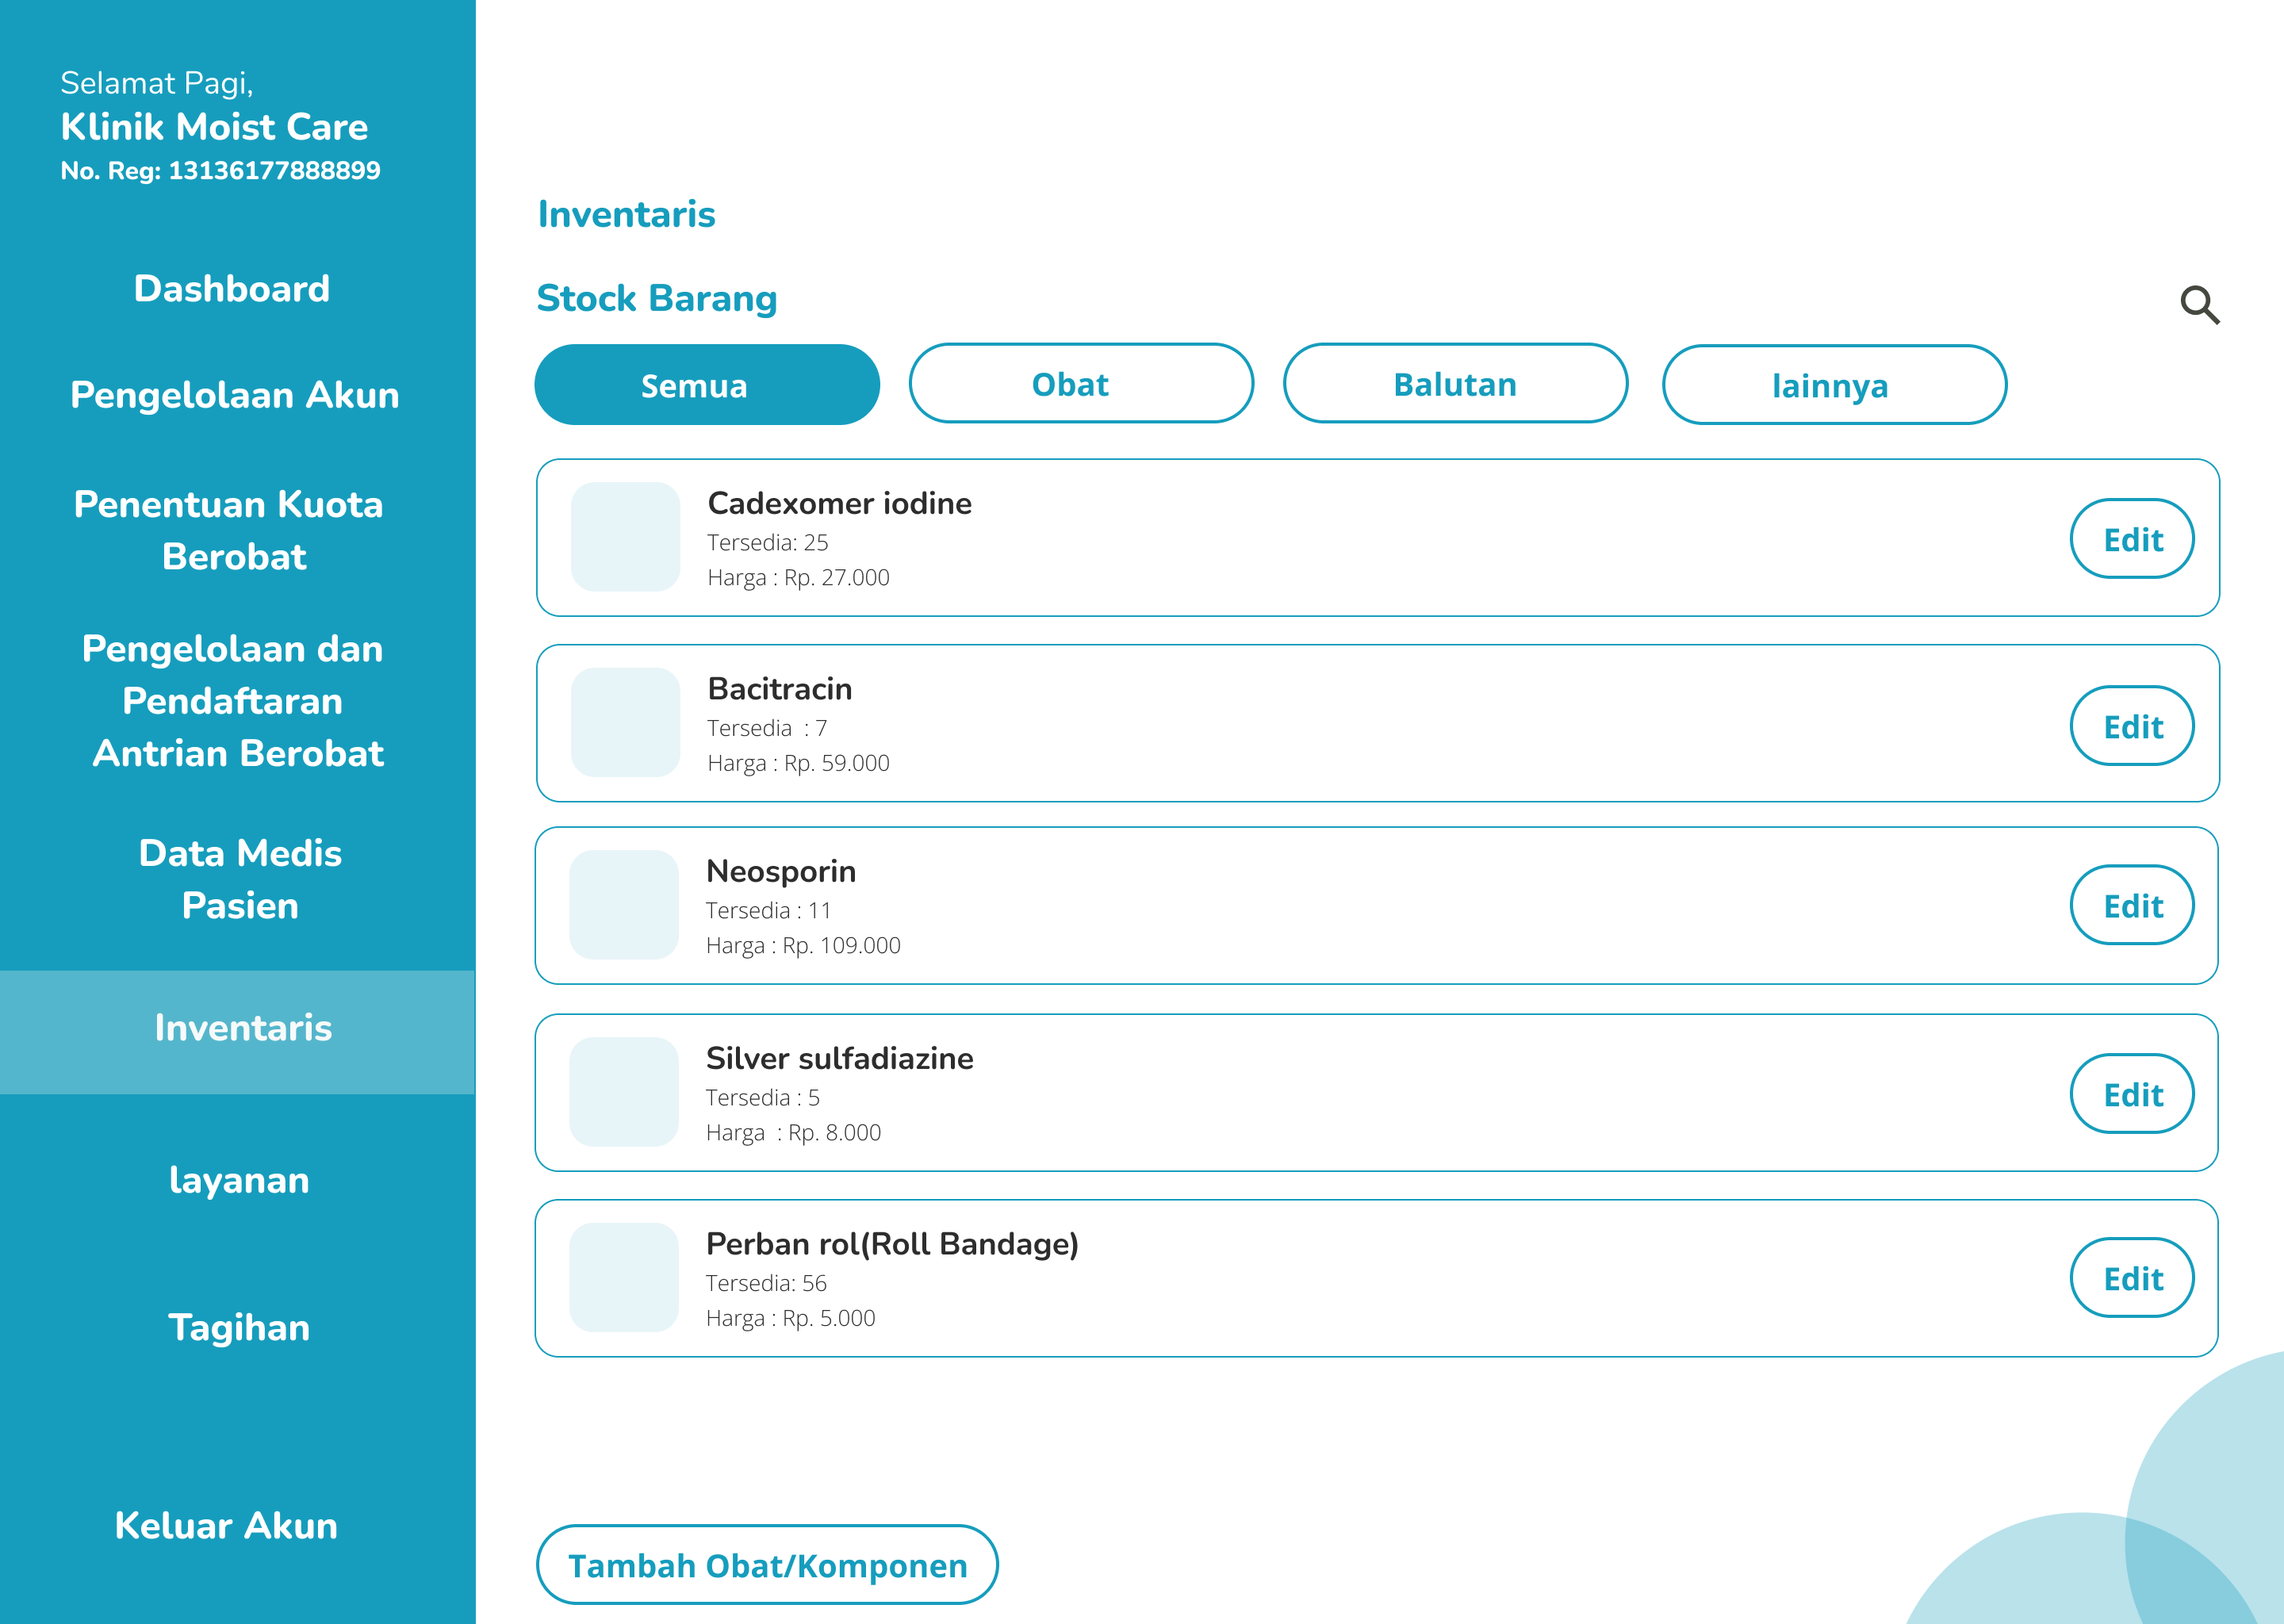 Selamat Pagi,
Klinik Moist Care
No. Reg: 13136177888899
Dashboard
Pengelolaan Akun
Penentuan Kuota
Berobat
Pengelolaan dan
Pendaftaran
Antrian Berobat
Data Medis
Pasien
Inventaris
layanan
Tagihan
Keluar Akun
Inventaris
Stock Barang
Semua
Obat
Balutan
lainnya
Cadexomer iodine
Tersedia: 25
Harga : Rp. 27.000
Edit
Bacitracin
Tersedia  : 7
Harga : Rp. 59.000
Edit
Neosporin
Tersedia : 11
Harga : Rp. 109.000
Edit
Silver sulfadiazine
Tersedia : 5
Harga  : Rp. 8.000
Edit
Perban rol(Roll Bandage)
Tersedia: 56
Harga : Rp. 5.000
Edit
Tambah Obat/Komponen